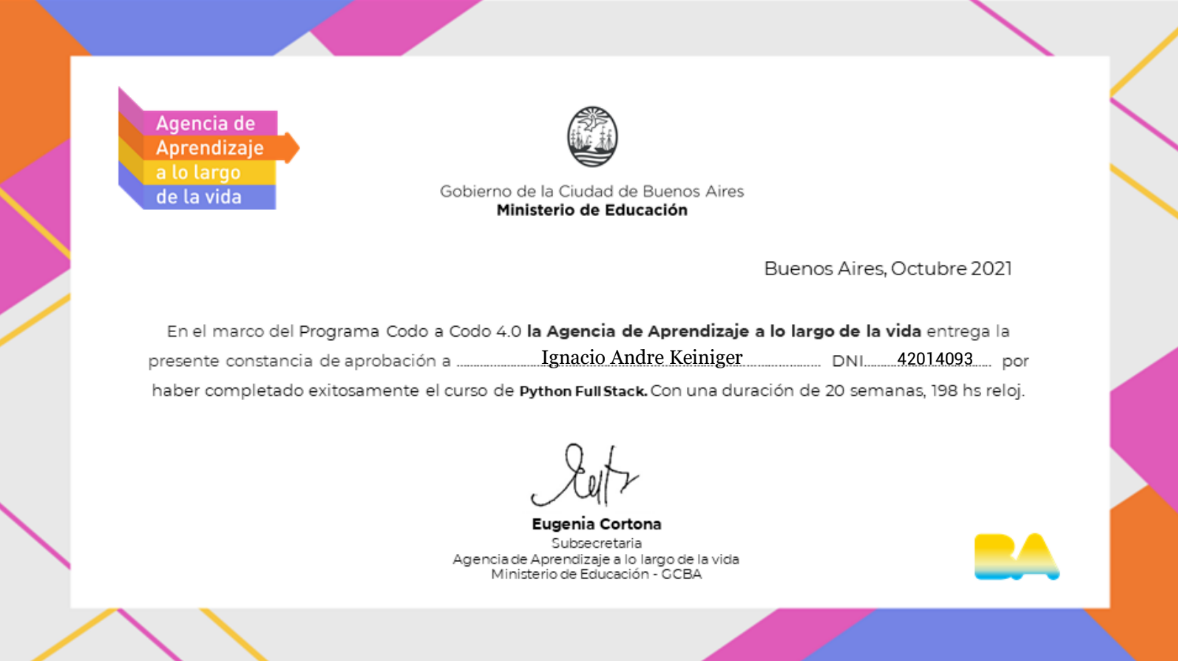 Agencia de
Aprendizaje
a lo largo
de la vida
Gobierno de la Ciudad de Buenos Aires
Ministerio de Educación
Buenos Aires, Octubre 2021
En el marco del Programa Codo a Codo 4.0 la Agencia de Aprendizaje a lo largo de la vida entrega la
presente constancia de aprobación a Ignacio Andre Keiniger DNI 42014093 por
haber completado exitosamente el curso de Python Full Stack. Con una duración de 20 semanas, 198 hs reloj.
Eugenia Cortona
Subsecretaria
Agencia de Aprendizaje a lo largo de la vida
Ministerio de Educación - GCBA
BA